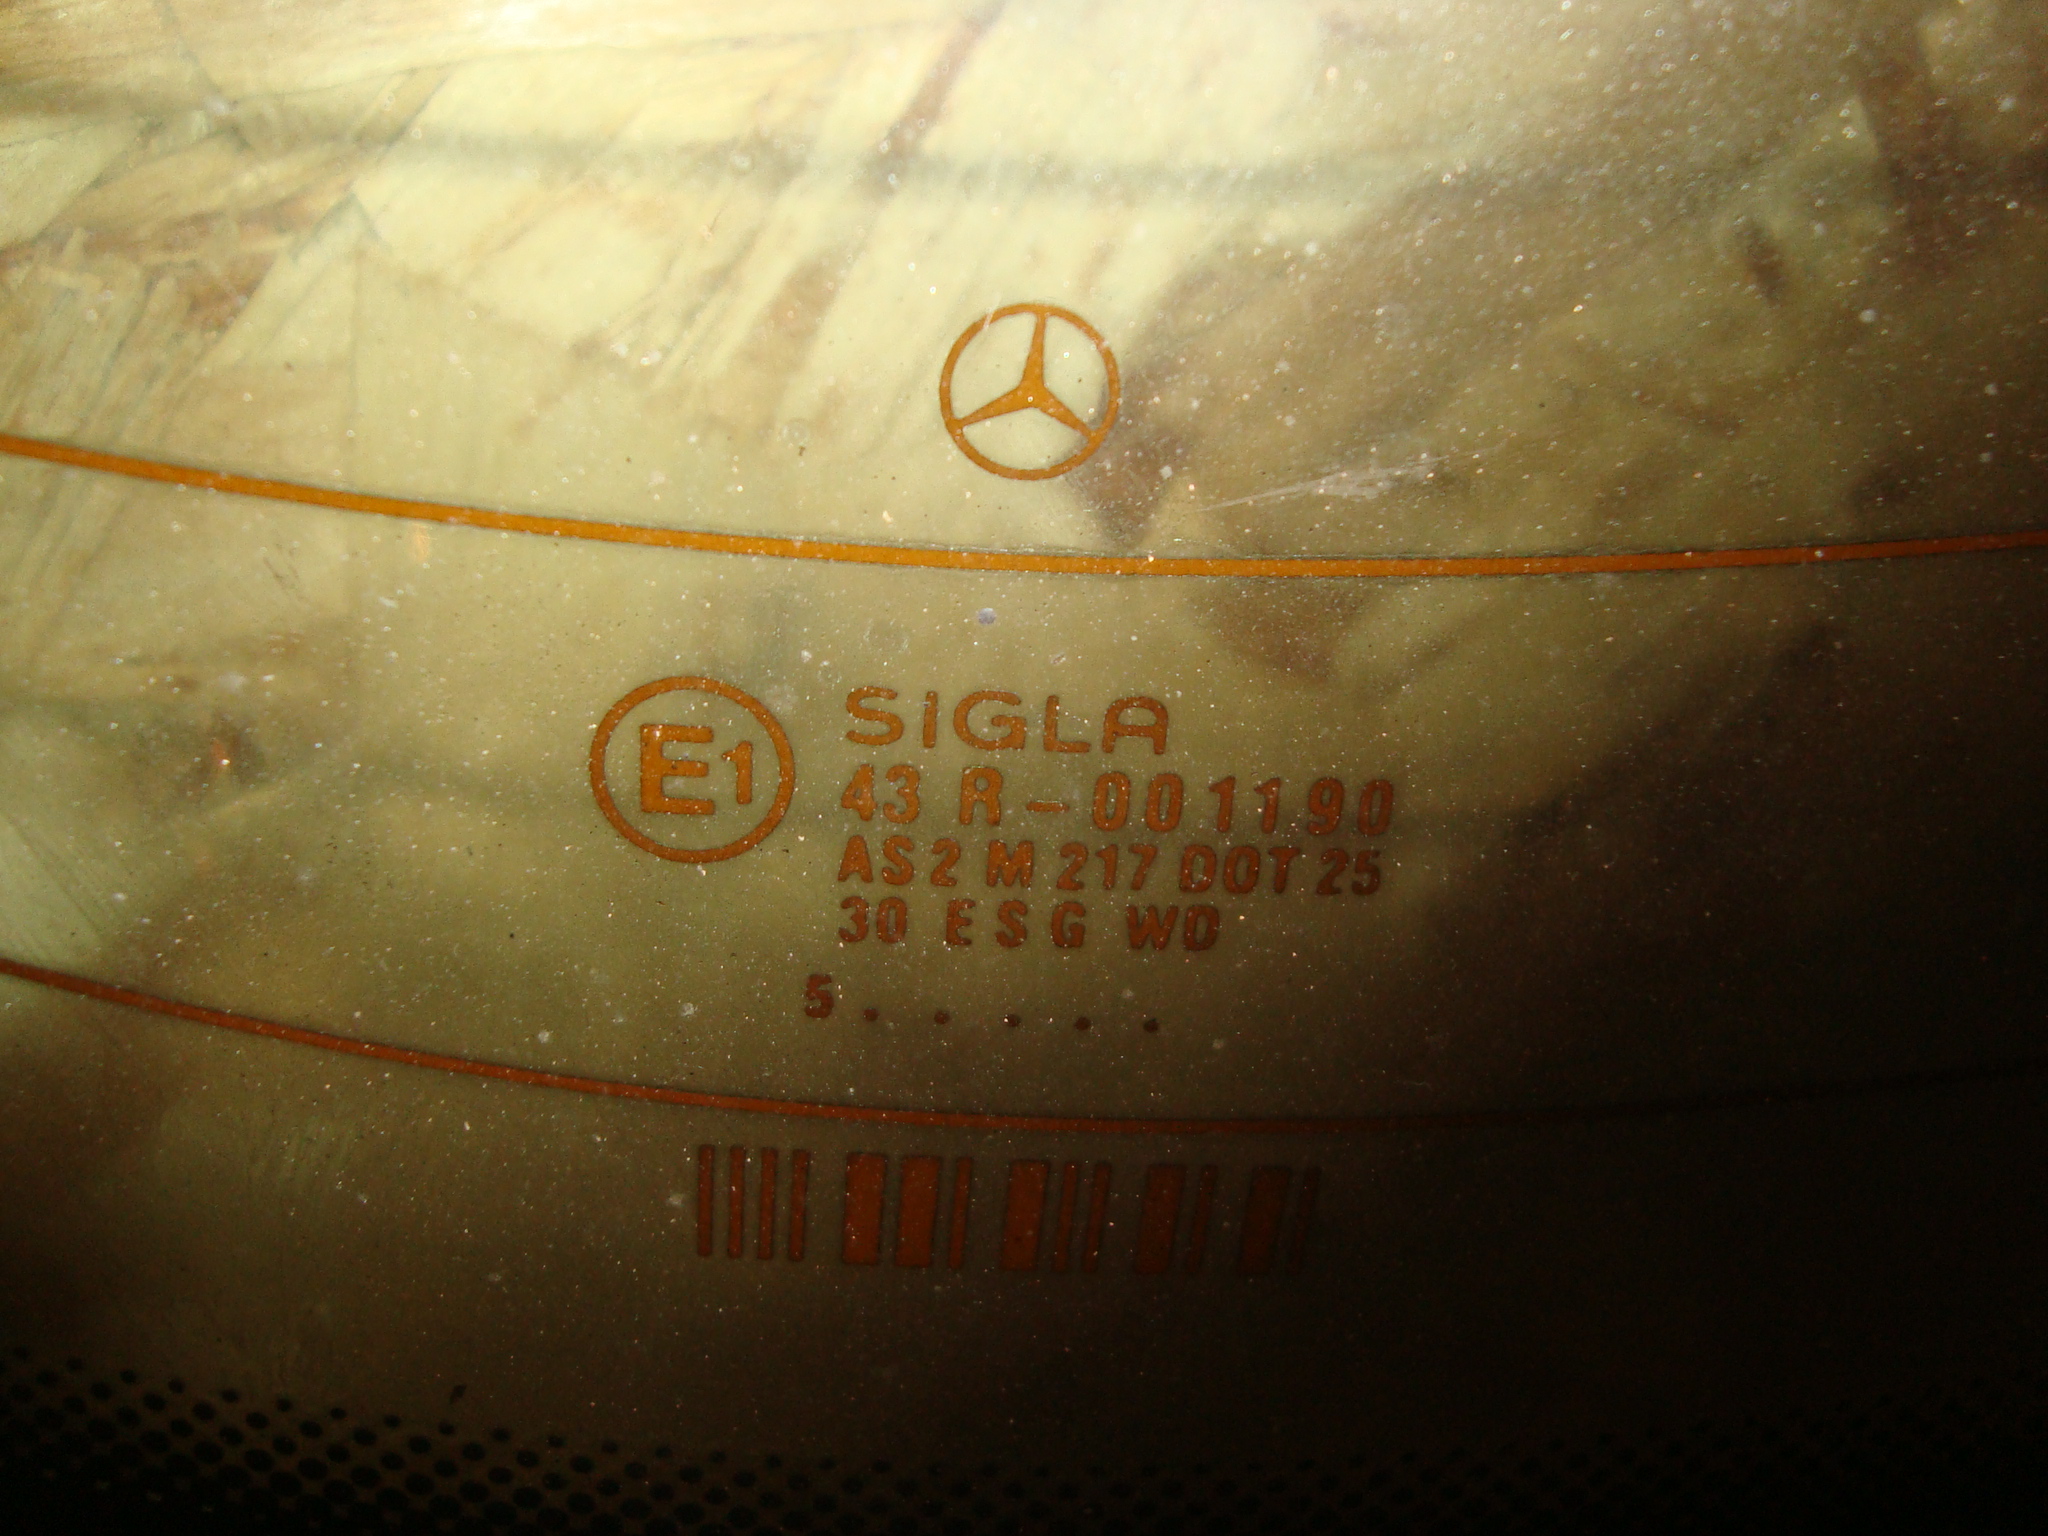 E1
SIGLA
43 R-001190
AS2 M 217 DOT 25
30 ESG WD
5 . . . . .